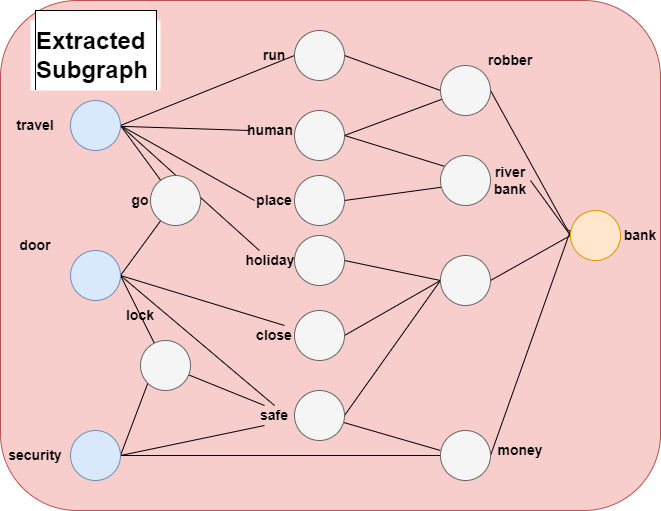 Extracted
Subgraph
run
robber
travel
human
river
bank
go
place
bank
door
holiday
lock
close
safe
security
money